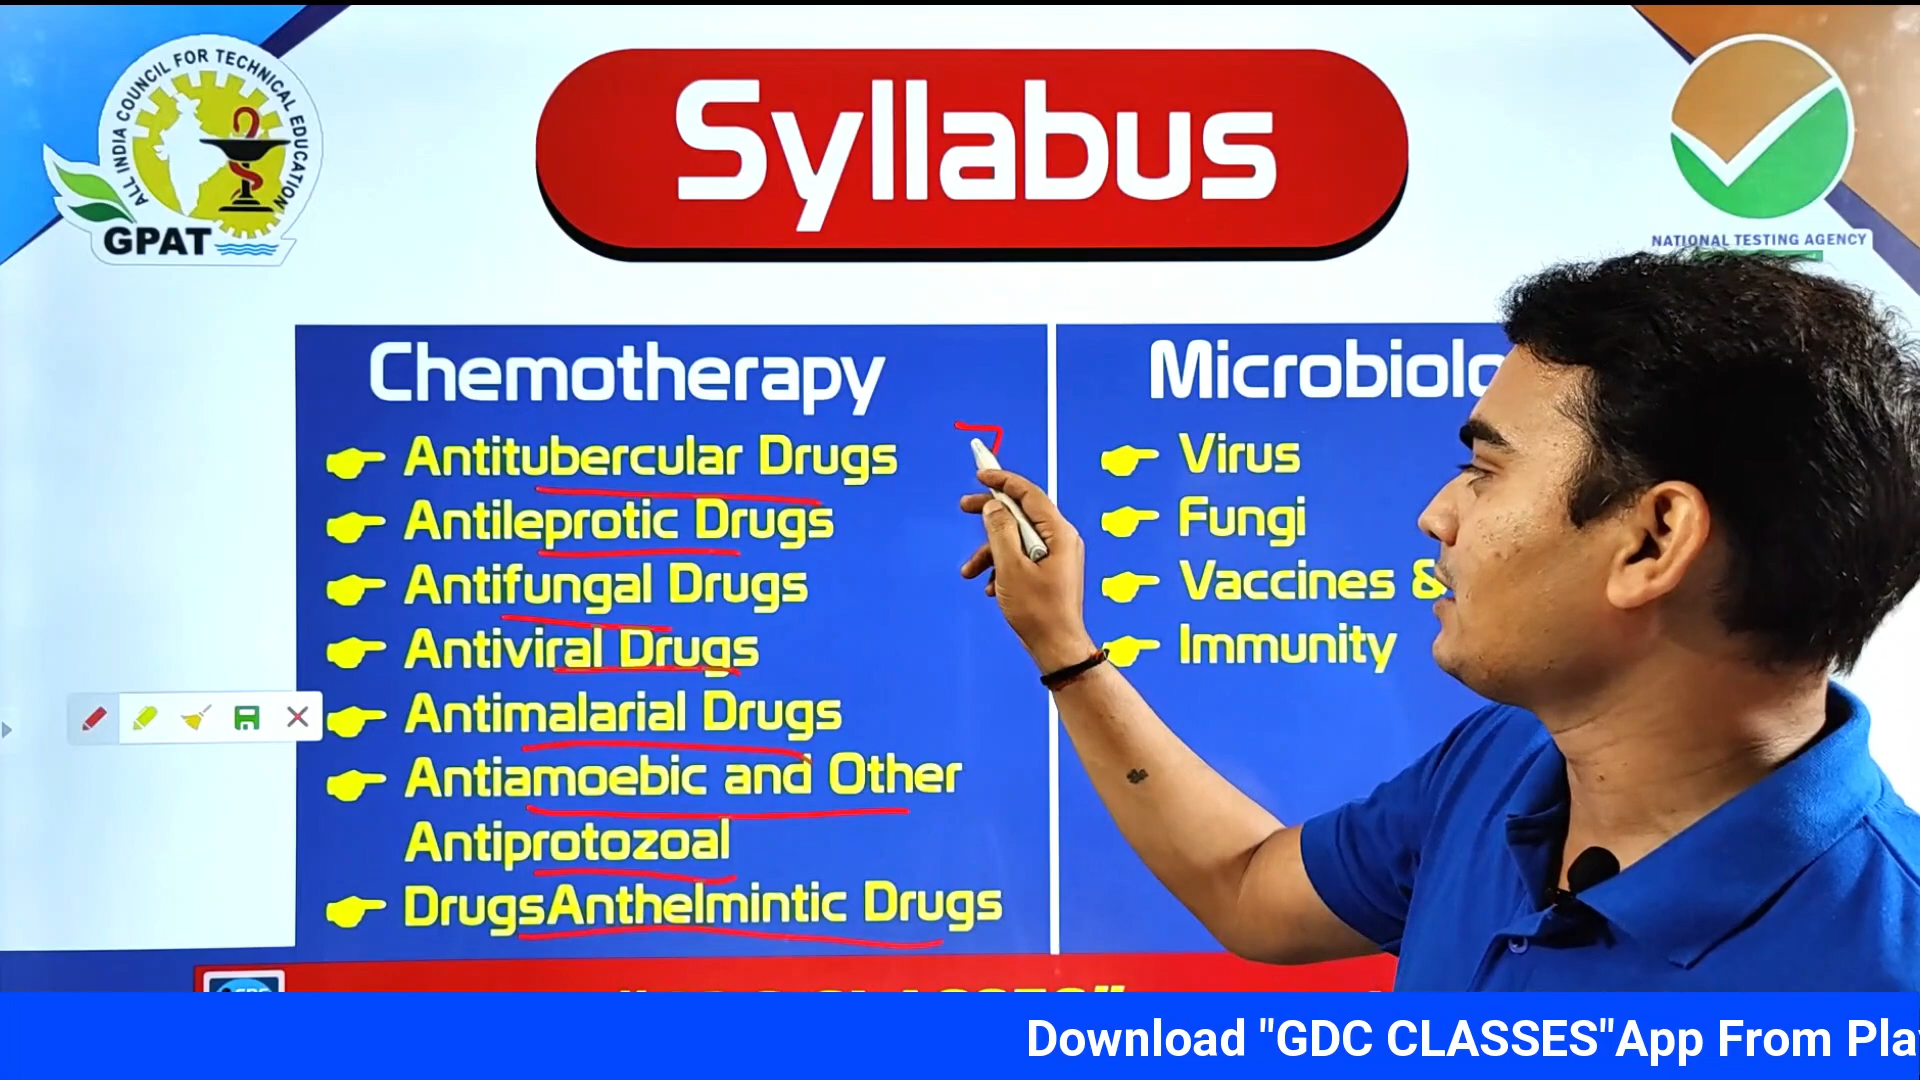 ALL INDIA COUNCIL FOR TECHNICAL EDUCATION
GPAT
Syllabus
NATIONAL TESTING AGENCY
Chemotherapy
Antitubercular Drugs
Antileprotic Drugs
Antifungal Drugs
Antiviral Drugs
Antimalarial Drugs
Antiamoebic and Other
Antiprotozoal
DrugsAnthelmintic Drugs
Microbiolo
Virus
Fungi
Vaccines &
Immunity
Download "GDC CLASSES"App From Pla